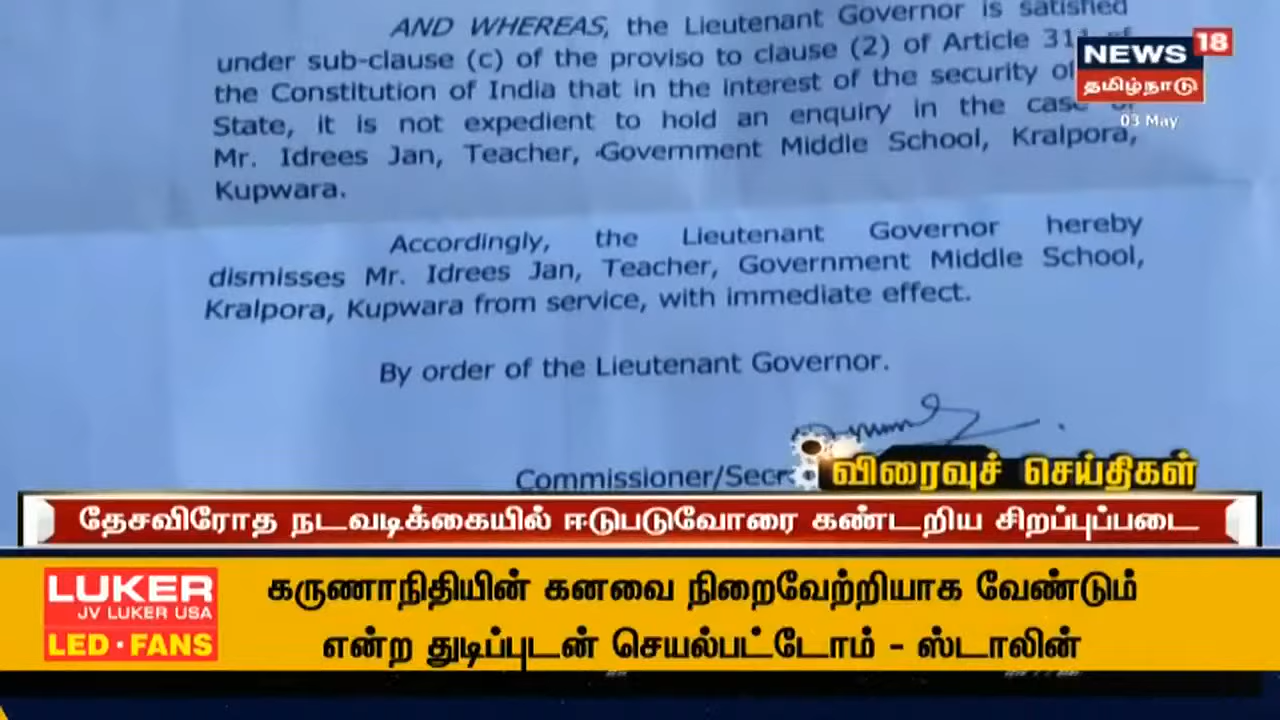 AND WHEREAS, the Lieutenant Governor is satisfied
under sub-clause (c) of the proviso to clause (2) of Article 311 of
the Constitution of India that in the interest of the security of
State, it is not expedient to hold an enquiry in the case of
Mr. Idrees Jan, Teacher, Government Middle School, Kralpora,
Kupwara.
Accordingly, the Lieutenant Governor hereby
dismisses Mr. Idrees Jan, Teacher, Government Middle School,
Kralpora, Kupwara from service, with immediate effect.
By order of the Lieutenant Governor.
Commissioner/Secr
NEWS 18
தமிழ்நாடு
03 May
விரைவுச் செய்திகள்
தேசவிரோத நடவடிக்கையில் ஈடுபடுவோரை கண்டறிய சிறப்புப்படை
LUKER
JV LUKER USA
LED · FANS
கருணாநிதியின் கனவை நிறைவேற்றியாக வேண்டும்
என்ற துடிப்புடன் செயல்பட்டோம் - ஸ்டாலின்